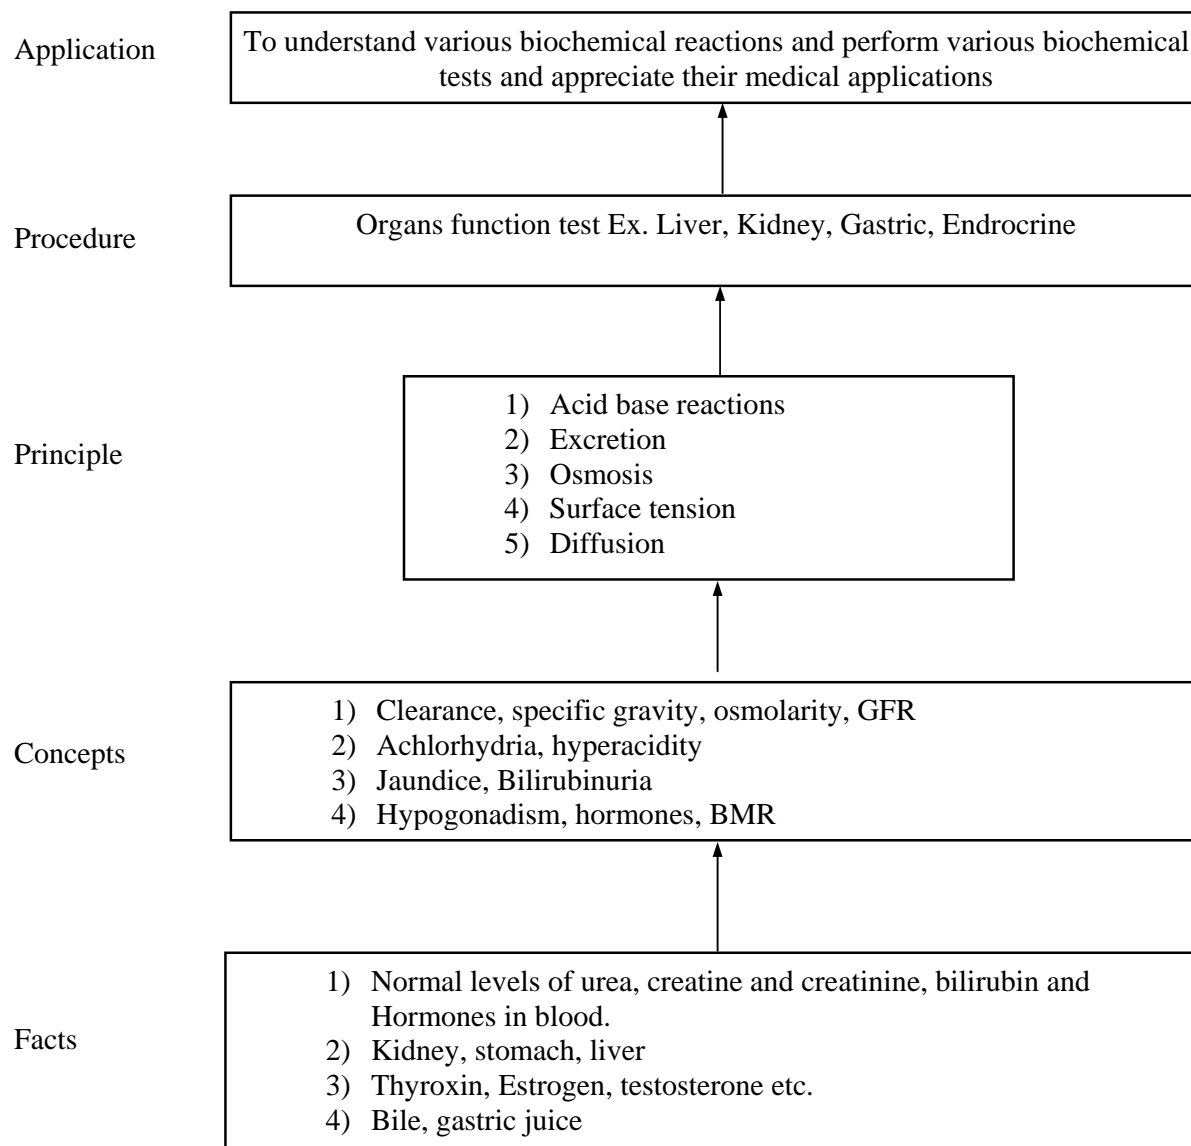 Application
To understand various biochemical reactions and perform various biochemical
tests and appreciate their medical applications
Procedure
Organs function test Ex. Liver, Kidney, Gastric, Endrocrine
Principle
1) Acid base reactions
2) Excretion
3) Osmosis
4) Surface tension
5) Diffusion
Concepts
1) Clearance, specific gravity, osmolarity, GFR
2) Achlorhydria, hyperacidity
3) Jaundice, Bilirubinuria
4) Hypogonadism, hormones, BMR
Facts
1) Normal levels of urea, creatine and creatinine, bilirubin and
Hormones in blood.
2) Kidney, stomach, liver
3) Thyroxin, Estrogen, testosterone etc.
4) Bile, gastric juice